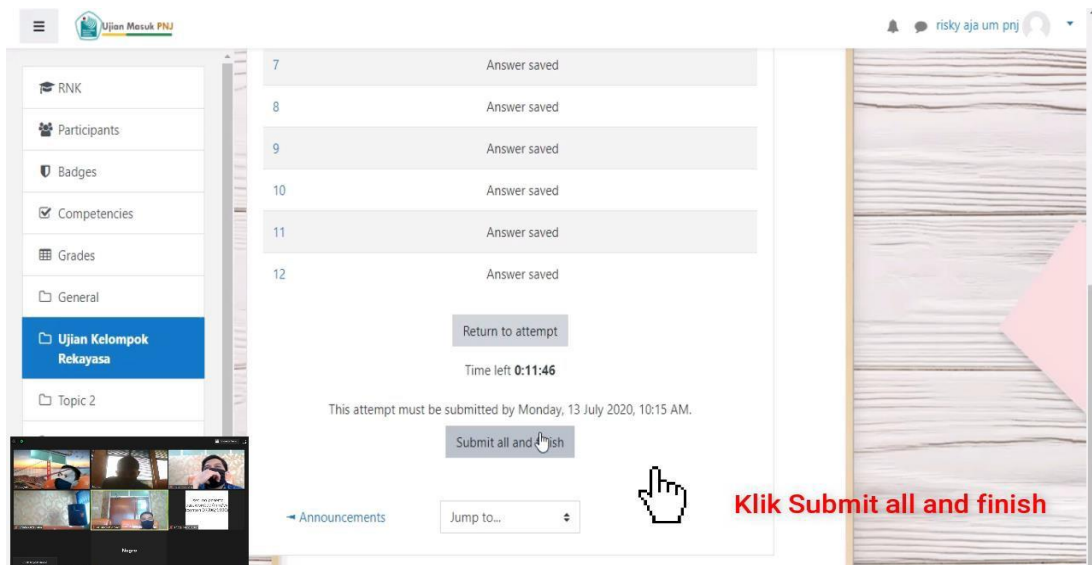 Ujian Masuk PNJ
risky aja um pnj
RNK
Participants
Badges
Competencies
Grades
General
Ujian Kelompok
Rekayasa
Topic 2
7 Answer saved
8 Answer saved
9 Answer saved
10 Answer saved
11 Answer saved
12 Answer saved
Return to attempt
Time left 0:11:46
This attempt must be submitted by Monday, 13 July 2020, 10:15 AM.
Submit all and finish
Announcements
Jump to...
Klik Submit all and finish